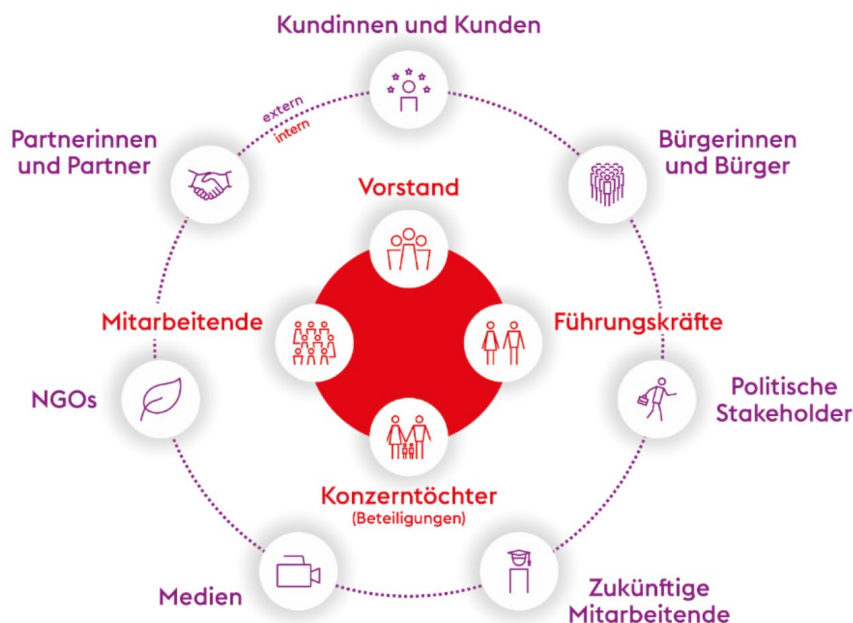 Kundinnen und Kunden
extern
intern
Partnerinnen
und Partner
Bürgerinnen
und Bürger
Vorstand
Mitarbeitende
Führungskräfte
NGOs
Politische
Stakeholder
Konzerntöchter
(Beteiligungen)
Medien
Zukünftige
Mitarbeitende